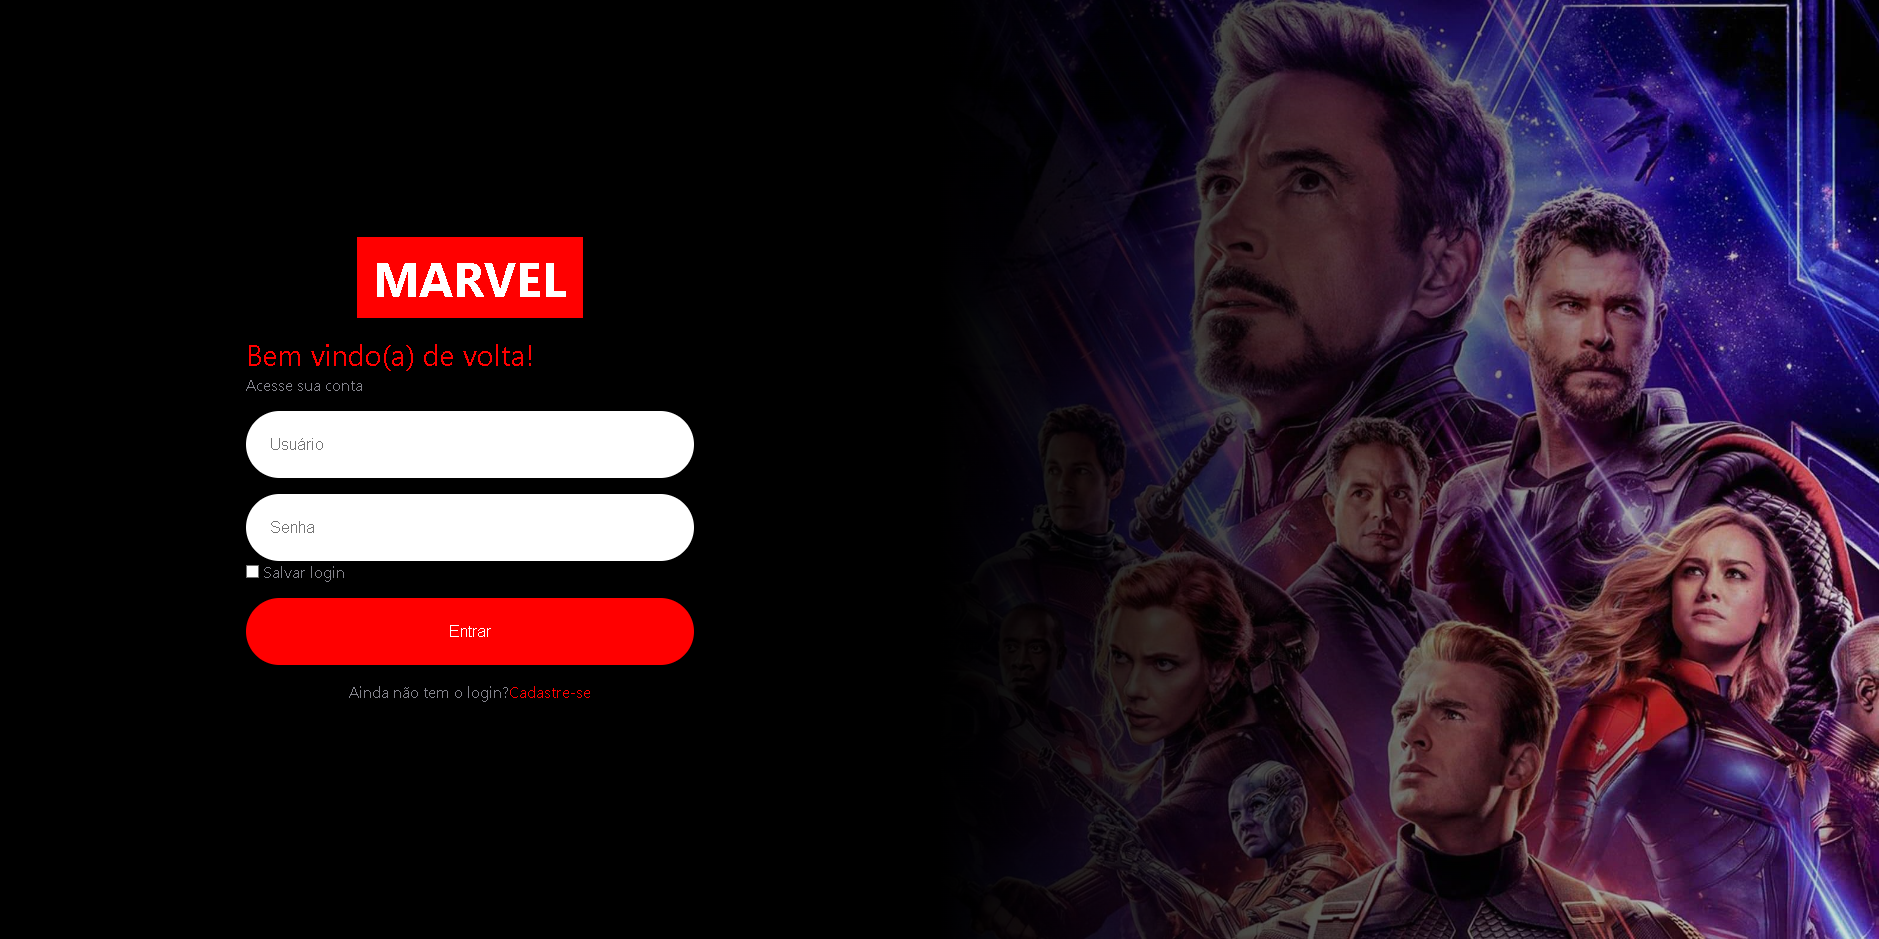 MARVEL
Bem vindo(a) de volta!
Acesse sua conta
Usuário
Senha
Salvar login
Entrar
Ainda não tem o login?Cadastre-se